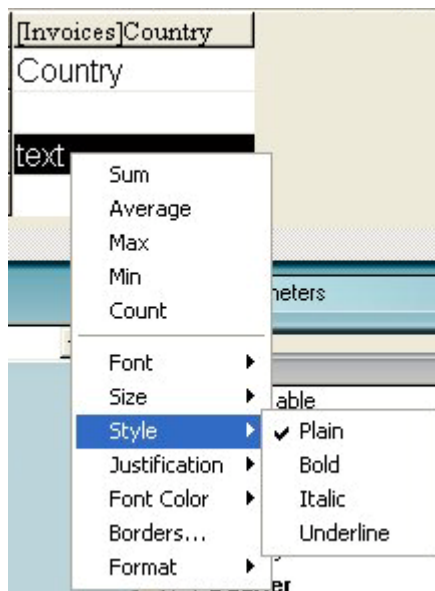 [Invoices]Country
Country
text
Sum
Average
Max
Min
Count
Font
Size
Style
Justification
Font Color
Borders...
Format
Plain
Bold
Italic
Underline